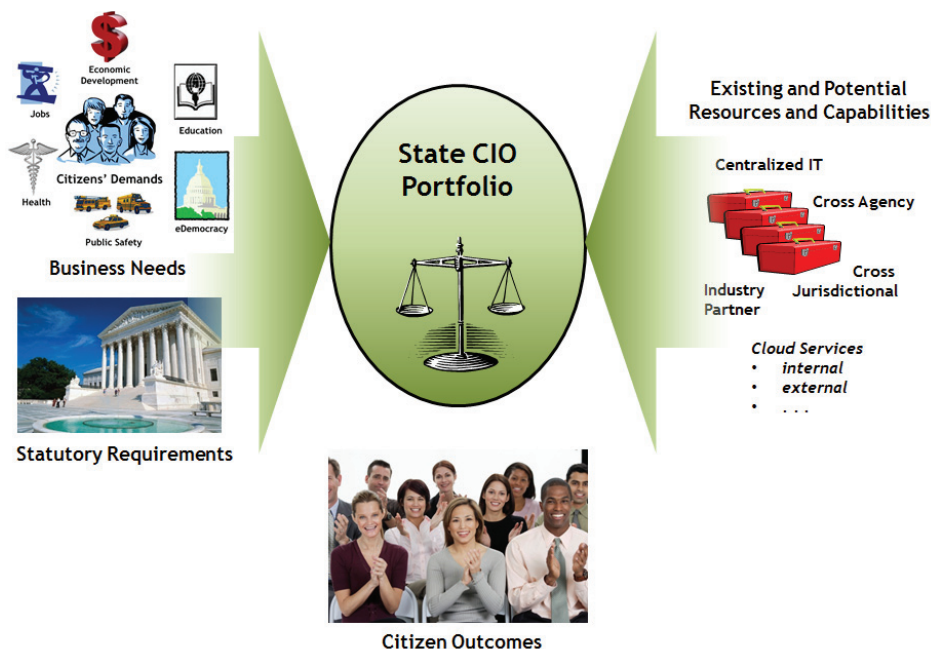 Economic
Development
Jobs
Education
Citizens' Demands
Health
Public Safety
eDemocracy
Business Needs
Statutory Requirements
State CIO
Portfolio
Existing and Potential
Resources and Capabilities
Centralized IT
Cross Agency
Cross
Jurisdictional
Industry
Partner
Cloud Services
• internal
• external
• . . .
Citizen Outcomes